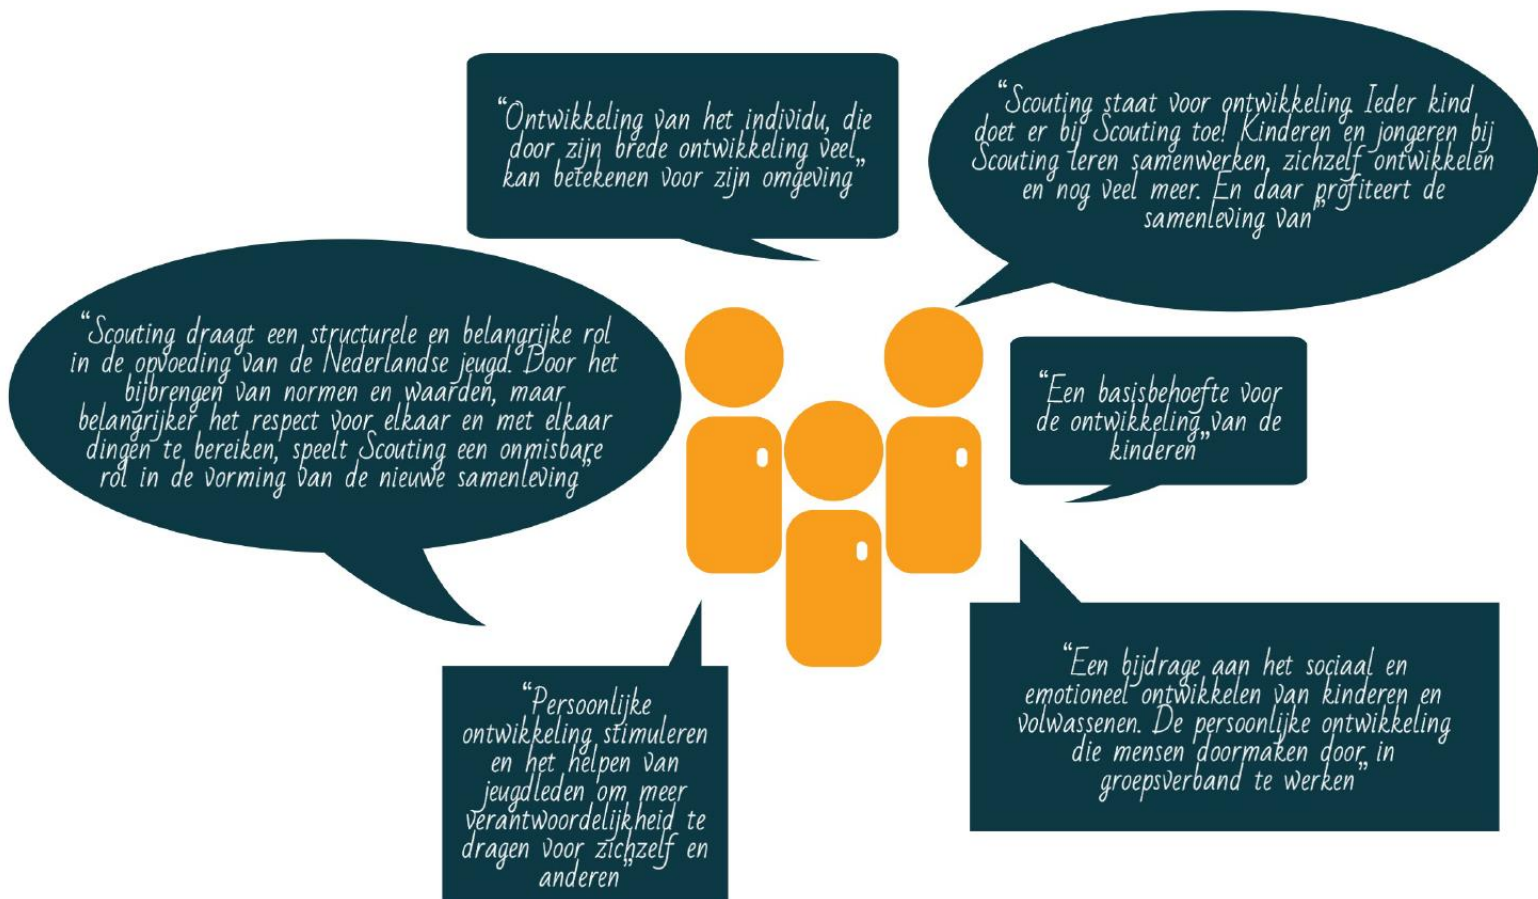 “Ontwikkeling van het individu, die
door zijn brede ontwikkeling veel
kan betekenen voor zijn omgeving”
“Scouting staat voor ontwikkeling. Ieder kind
doet er bij Scouting toe! Kinderen en jongeren bij
Scouting leren samenwerken, zichzelf ontwikkelen
en nog veel meer. En daar profiteert de
samenleving van”
“Scouting draagt een structurele en belangrijke rol
in de opvoeding van de Nederlandse jeugd. Door het
bijbrengen van normen en waarden, maar
belangrijker het respect voor elkaar en met elkaar
dingen te bereiken, speelt Scouting een onmisbare
rol in de vorming van de nieuwe samenleving”
“Een basisbehoefte voor
de ontwikkeling van de
kinderen”
“Persoonlijke
ontwikkeling stimuleren
en het helpen van
jeugdleden om meer
verantwoordelijkheid te
dragen voor zichzelf en
anderen”
“Een bijdrage aan het sociaal en
emotioneel ontwikkelen van kinderen en
volwassenen. De persoonlijke ontwikkeling
die mensen doormaken door in
groepsverband te werken”